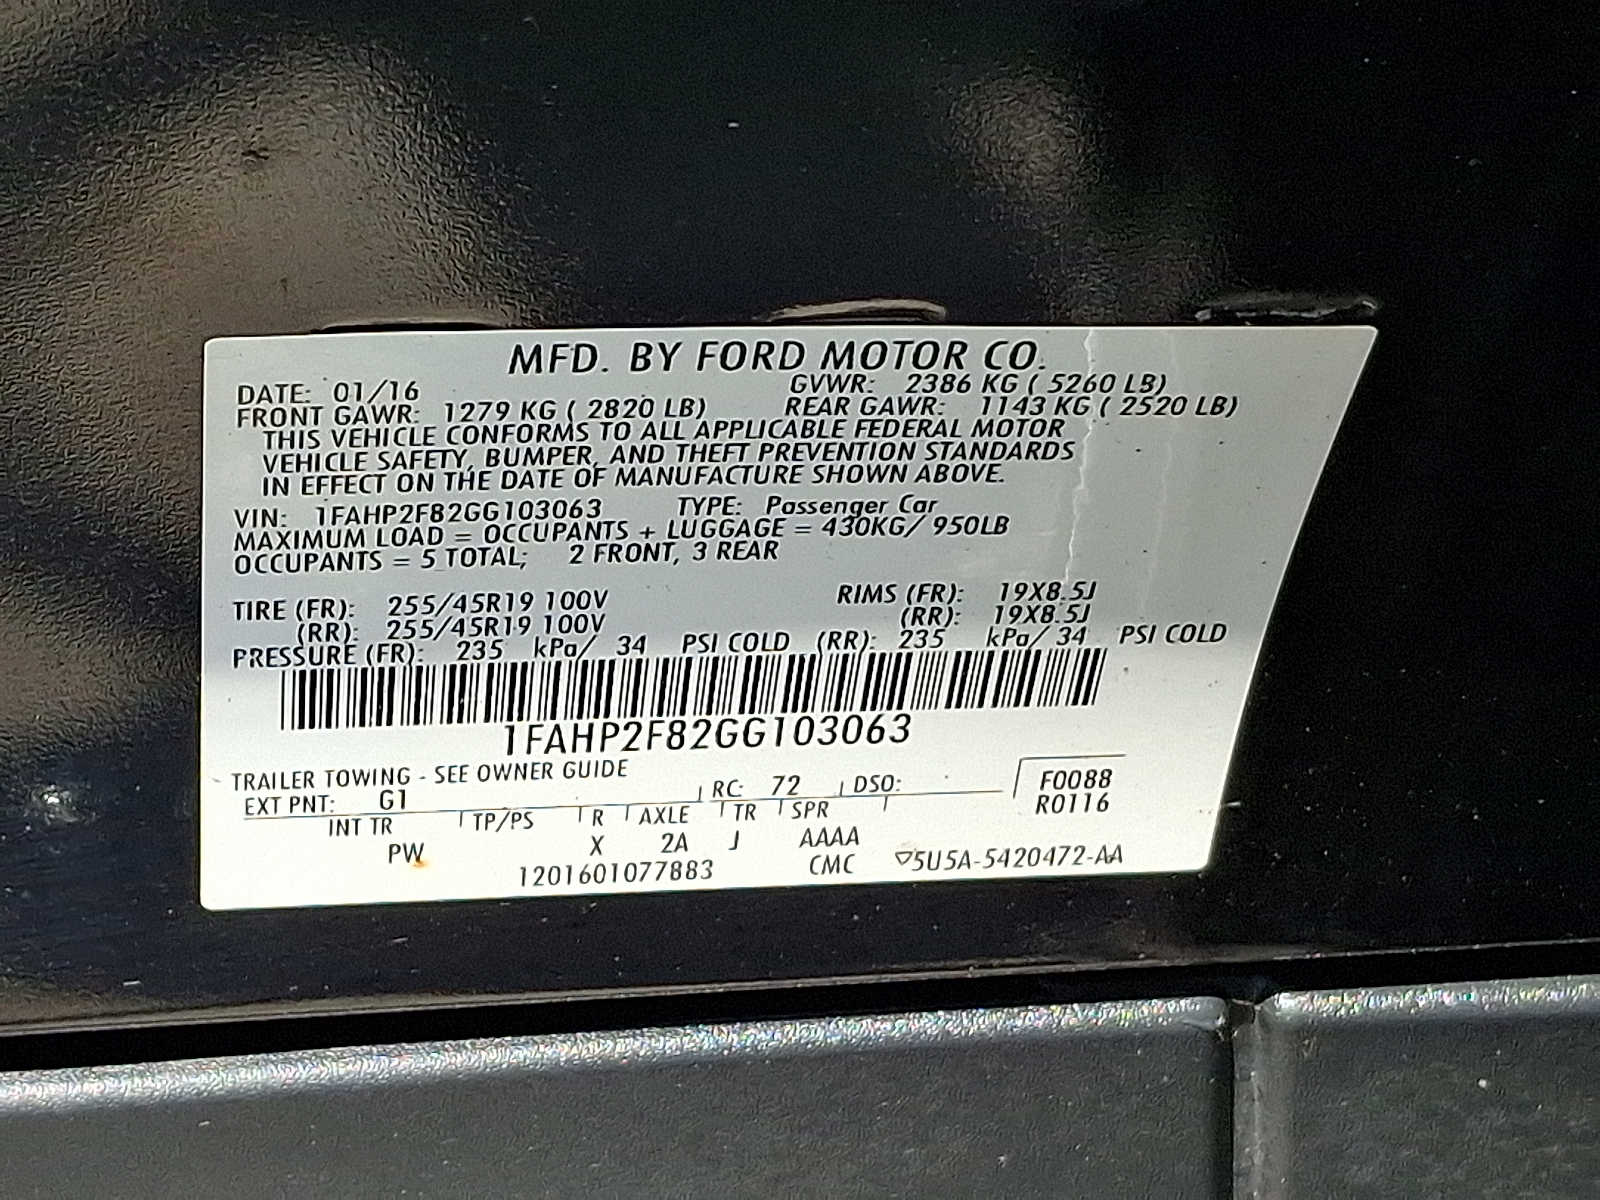 MFD. BY FORD MOTOR CO.
DATE: 01/16 GVWR: 2386 KG ( 5260 LB)
FRONT GAWR: 1279 KG ( 2820 LB) REAR GAWR: 1143 KG ( 2520 LB)
THIS VEHICLE CONFORMS TO ALL APPLICABLE FEDERAL MOTOR
VEHICLE SAFETY, BUMPER, AND THEFT PREVENTION STANDARDS
IN EFFECT ON THE DATE OF MANUFACTURE SHOWN ABOVE.
VIN: 1FAHP2F82GG103063 TYPE: Passenger Car
MAXIMUM LOAD = OCCUPANTS + LUGGAGE = 430KG/ 950LB
OCCUPANTS = 5 TOTAL; 2 FRONT, 3 REAR
TIRE (FR): 255/45R19 100V RIMS (FR): 19X8.5J
(RR): 255/45R19 100V (RR): 19X8.5J
PRESSURE (FR): 235 kPa/ 34 PSI COLD (RR): 235 kPa/ 34 PSI COLD
1FAHP2F82GG103063
TRAILER TOWING - SEE OWNER GUIDE
EXT PNT: G1 RC: 72 DSO: F0088
R0116
INT TR TP/PS R AXLE TR SPR
PW X 2A J AAAA
1201601077883 CMC ▽5U5A-5420472-AA